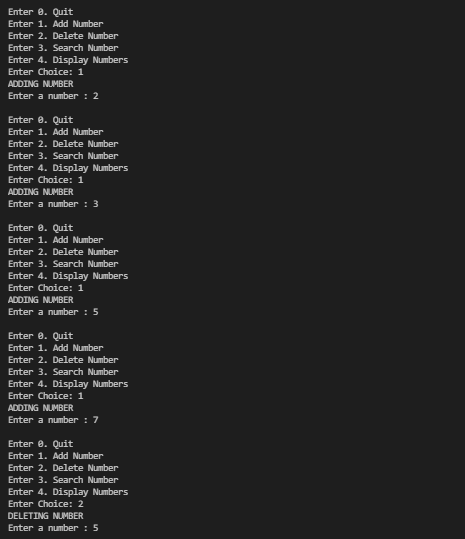 Enter 0. Quit
Enter 1. Add Number
Enter 2. Delete Number
Enter 3. Search Number
Enter 4. Display Numbers
Enter Choice: 1
ADDING NUMBER
Enter a number : 2

Enter 0. Quit
Enter 1. Add Number
Enter 2. Delete Number
Enter 3. Search Number
Enter 4. Display Numbers
Enter Choice: 1
ADDING NUMBER
Enter a number : 3

Enter 0. Quit
Enter 1. Add Number
Enter 2. Delete Number
Enter 3. Search Number
Enter 4. Display Numbers
Enter Choice: 1
ADDING NUMBER
Enter a number : 5

Enter 0. Quit
Enter 1. Add Number
Enter 2. Delete Number
Enter 3. Search Number
Enter 4. Display Numbers
Enter Choice: 1
ADDING NUMBER
Enter a number : 7

Enter 0. Quit
Enter 1. Add Number
Enter 2. Delete Number
Enter 3. Search Number
Enter 4. Display Numbers
Enter Choice: 2
DELETING NUMBER
Enter a number : 5